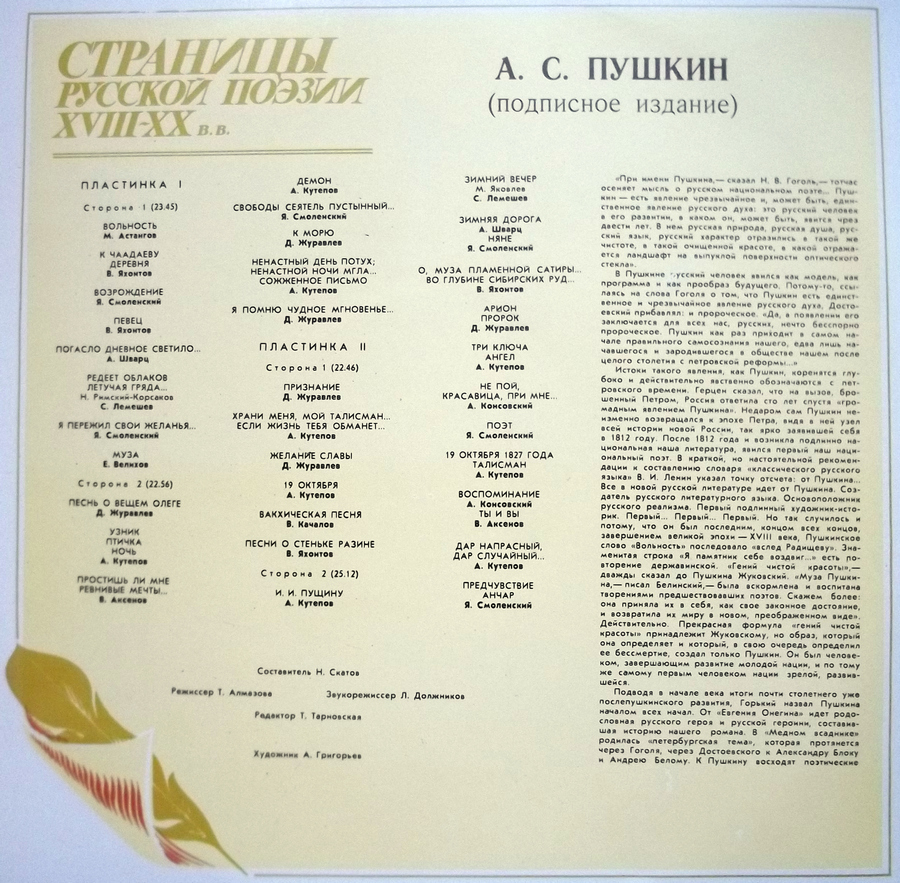 СТРАНИЦЫ
РУССКОЙ ПОЭЗИИ
XVIII-XX В.В.
А. С. ПУШКИН
(подписное издание)
ПЛАСТИНКА I
Сторона 1 (23.45)
ВОЛЬНОСТЬ
М. Астангов
К ЧААДАЕВУ
ДЕРЕВНЯ
В. Яхонтов
ВОЗРОЖДЕНИЕ
Я. Смоленский
ПЕВЕЦ
В. Яхонтов
ПОГАСЛО ДНЕВНОЕ СВЕТИЛО...
А. Шварц
РЕДЕЕТ ОБЛАКОВ
ЛЕТУЧАЯ ГРЯДА...
Н. Римский-Корсаков
С. Лемешев
Я ПЕРЕЖИЛ СВОИ ЖЕЛАНЬЯ...
Я. Смоленский
МУЗА
Е. Велихов
Сторона 2 (22.56)
ПЕСНЬ О ВЕЩЕМ ОЛЕГЕ
Д. Журавлев
УЗНИК
ПТИЧКА
НОЧЬ
А. Кутепов
ПРОСТИШЬ ЛИ МНЕ
РЕВНИВЫЕ МЕЧТЫ...
В. Аксенов
ДЕМОН
А. Кутепов
СВОБОДЫ СЕЯТЕЛЬ ПУСТЫННЫЙ...
Я. Смоленский
К МОРЮ
Д. Журавлев
НЕНАСТНЫЙ ДЕНЬ ПОТУХ;
НЕНАСТНОЙ НОЧИ МГЛА...
СОЖЖЕННОЕ ПИСЬМО
А. Кутепов
Я ПОМНЮ ЧУДНОЕ МГНОВЕНЬЕ...
Д. Журавлев
ПЛАСТИНКА II
Сторона 1 (22.46)
ПРИЗНАНИЕ
Д. Журавлев
ХРАНИ МЕНЯ, МОЙ ТАЛИСМАН...
ЕСЛИ ЖИЗНЬ ТЕБЯ ОБМАНЕТ...
А. Кутепов
ЖЕЛАНИЕ СЛАВЫ
Д. Журавлев
19 ОКТЯБРЯ
А. Кутепов
ВАКХИЧЕСКАЯ ПЕСНЯ
В. Качалов
ПЕСНИ О СТЕНЬКЕ РАЗИНЕ
В. Яхонтов
Сторона 2 (25.12)
И. И. ПУЩИНУ
А. Кутепов
ЗИМНИЙ ВЕЧЕР
М. Яковлев
С. Лемешев
ЗИМНЯЯ ДОРОГА
А. Шварц
НЯНЕ
Я. Смоленский
О, МУЗА ПЛАМЕННОЙ САТИРЫ...
ВО ГЛУБИНЕ СИБИРСКИХ РУД...
В. Яхонтов
АРИОН
ПРОРОК
Д. Журавлев
ТРИ КЛЮЧА
АНГЕЛ
А. Кутепов
НЕ ПОЙ,
КРАСАВИЦА, ПРИ МНЕ...
А. Консовский
ПОЭТ
Я. Смоленский
19 ОКТЯБРЯ 1827 ГОДА
ТАЛИСМАН
А. Кутепов
ВОСПОМИНАНИЕ
А. Консовский
ТЫ И ВЫ
В. Аксенов
ДАР НАПРАСНЫЙ,
ДАР СЛУЧАЙНЫЙ...
А. Кутепов
ПРЕДЧУВСТВИЕ
АНЧАР
Я. Смоленский
Составитель Н. Скатов
Режиссер Т. Алмазова Звукорежиссер Л. Должников
Редактор Т. Тарновская
Художник А. Григорьев
«При имени Пушкина,— сказал Н. В. Гоголь,— тотчас
осеняет мысль о русском национальном поэте... Пуш-
кин — есть явление чрезвычайное и, может быть, един-
ственное явление русского духа: это русский человек
в его развитии, в каком он, может быть, явится чрез
двести лет. В нем русская природа, русская душа, рус-
ский язык, русский характер отразились в такой же
чистоте, в такой очищенной красоте, в какой отража-
ется ландшафт на выпуклой поверхности оптического
стекла».
В Пушкине русский человек явился как модель, как
программа и как прообраз будущего. Потому-то, ссы-
лаясь на слова Гоголя о том, что Пушкин есть единст-
венное и чрезвычайное явление русского духа, Досто-
евский прибавлял: и пророческое. «Да, в появлении его
заключается для всех нас, русских, нечто бесспорно
пророческое. Пушкин как раз приходит в самом на-
чале правильного самосознания нашего, едва лишь на-
чавшегося и зародившегося в обществе нашем после
целого столетия с петровской реформы...»
Истоки такого явления, как Пушкин, коренятся глу-
боко и действительно явственно обозначаются с пет-
ровского времени. Герцен сказал, что на вызов, бро-
шенный Петром, Россия ответила сто лет спустя «гро-
мадным явлением Пушкина». Недаром сам Пушкин не-
изменно возвращался к эпохе Петра, видя в ней узел
всей истории новой России, так ярко заявившей себя
в 1812 году. После 1812 года и возникла подлинно на-
циональная наша литература, явился первый наш наци-
ональный поэт. В краткой, но настоятельной рекомен-
дации к составлению словаря «классического русского
языка» В. И. Ленин указал точку отсчета: от Пушкина...
Все в новой русской литературе идет от Пушкина. Соз-
датель русского литературного языка. Основоположник
русского реализма. Первый подлинный художник-исто-
рик. Первый... Первый... Первый. Но так случилось и
потому, что он был последним, концом всех концов,
завершением великой эпохи — XVIII века, Пушкинское
слово «Вольность» последовало «вслед Радищеву». Зна-
менитая строка «Я памятник себе воздвиг...» есть по-
вторение державинской. «Гений чистой красоты»,—
дважды сказал до Пушкина Жуковский. «Муза Пушки-
на,— писал Белинский,— была вскормлена и воспитана
творениями предшествовавших поэтов. Скажем более:
она приняла их в себя, как свое законное достояние,
и возвратила их миру в новом, преображенном виде».
Действительно. Прекрасная формула «гений чистой
красоты» принадлежит Жуковскому, но образ, который
она определяет и который, в свою очередь определил
ее бессмертие, создал только Пушкин. Он был челове-
ком, завершающим развитие молодой нации, и по тому
же самому первым человеком нации зрелой, развив-
шейся.
Подводя в начале века итоги почти столетнего уже
послепушкинского развития, Горький назвал Пушкина
началом всех начал. От «Евгения Онегина» идет родо-
словная русского героя и русской героини, составив-
шая историю нашего романа. В «Медном всаднике»
родилась «петербургская тема», которая протянется
через Гоголя, через Достоевского к Александру Блоку
и Андрею Белому. К Пушкину восходят поэтические